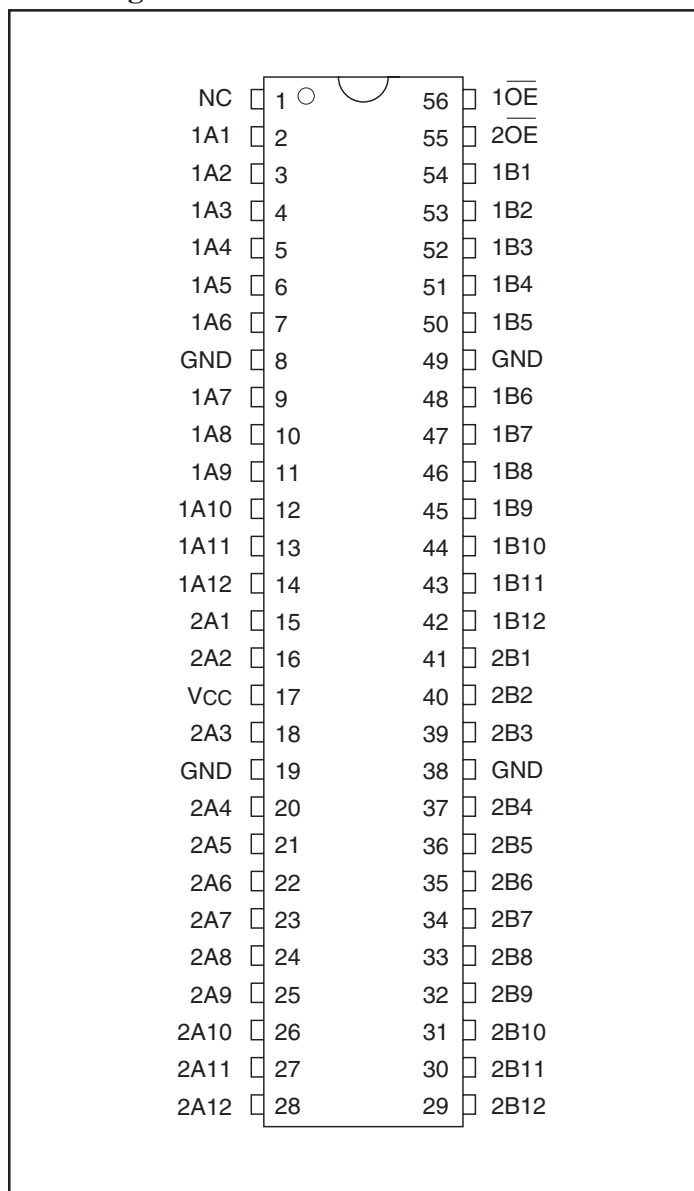 NC 1 56 1O̅E̅
1A1 2 55 2O̅E̅
1A2 3 54 1B1
1A3 4 53 1B2
1A4 5 52 1B3
1A5 6 51 1B4
1A6 7 50 1B5
GND 8 49 GND
1A7 9 48 1B6
1A8 10 47 1B7
1A9 11 46 1B8
1A10 12 45 1B9
1A11 13 44 1B10
1A12 14 43 1B11
2A1 15 42 1B12
2A2 16 41 2B1
VCC 17 40 2B2
2A3 18 39 2B3
GND 19 38 GND
2A4 20 37 2B4
2A5 21 36 2B5
2A6 22 35 2B6
2A7 23 34 2B7
2A8 24 33 2B8
2A9 25 32 2B9
2A10 26 31 2B10
2A11 27 30 2B11
2A12 28 29 2B12